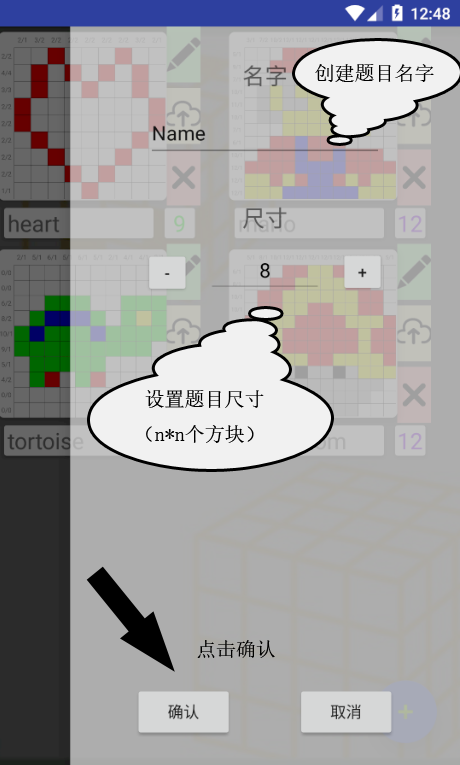 12:48
名字
创建题目名字
Name
heart
9
尺寸
mario
12
-
8
+
设置题目尺寸
（n*n个方块）
tortoise
12
点击确认
确认
取消
+